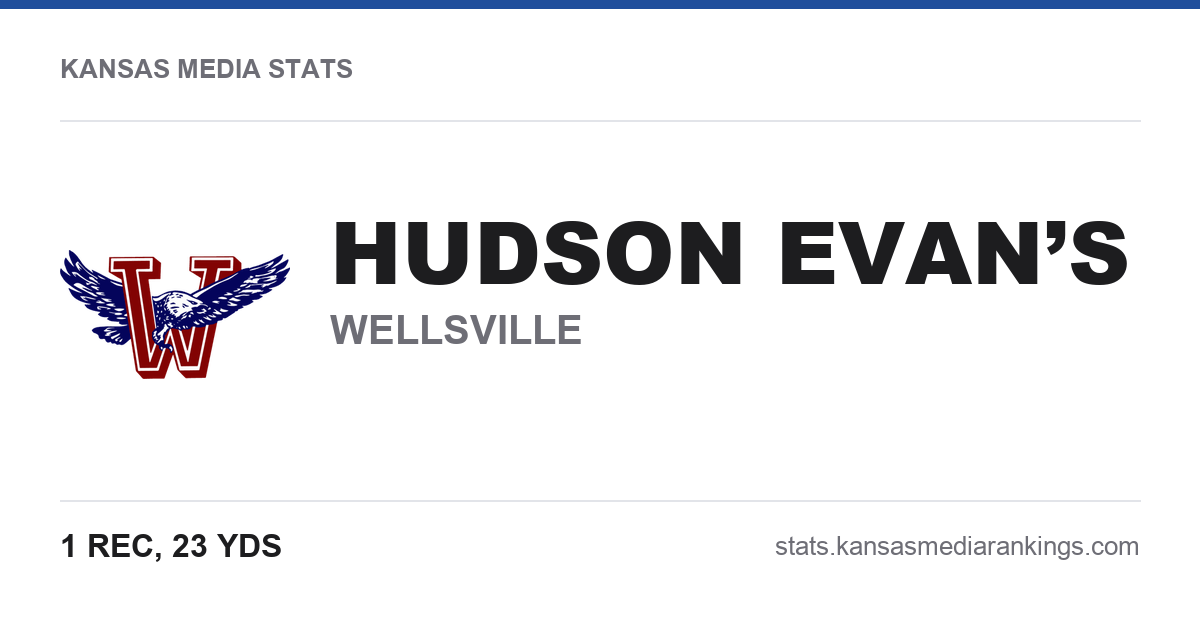 KANSAS MEDIA STATS
W
HUDSON EVAN’S
WELLSVILLE
1 REC, 23 YDS
stats.kansasmediarankings.com